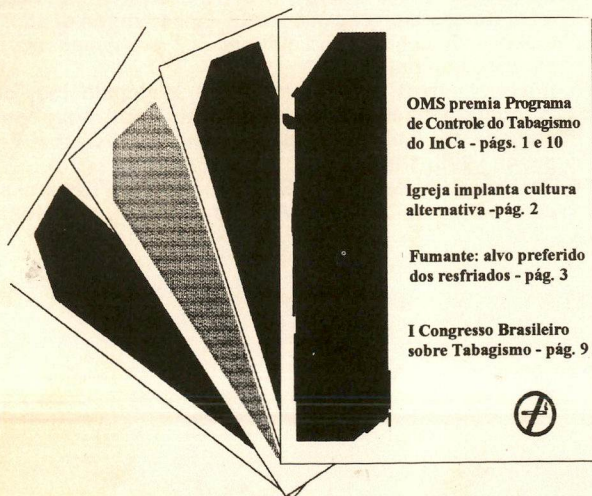 OMS premia Programa
de Controle do Tabagismo
do InCa - págs. 1 e 10
Igreja implanta cultura
alternativa -pág. 2
Fumante: alvo preferido
dos resfriados - pág. 3
I Congresso Brasileiro
sobre Tabagismo - pág. 9